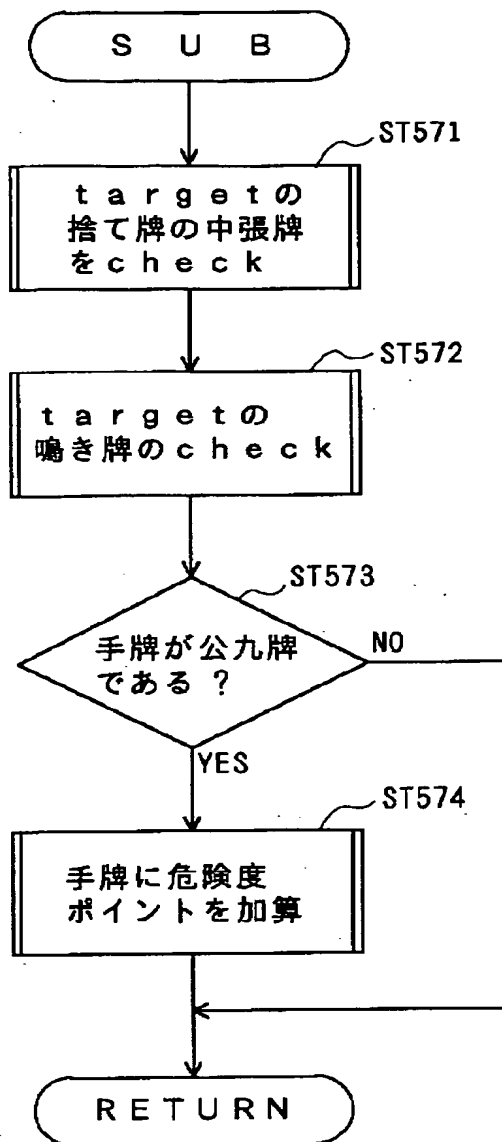 SUB
ST571
targetの
捨て牌の中張牌
をcheck
ST572
targetの
鳴き牌のcheck
ST573
手牌が公九牌
である？
NO
YES
ST574
手牌に危険度
ポイントを加算
RETURN